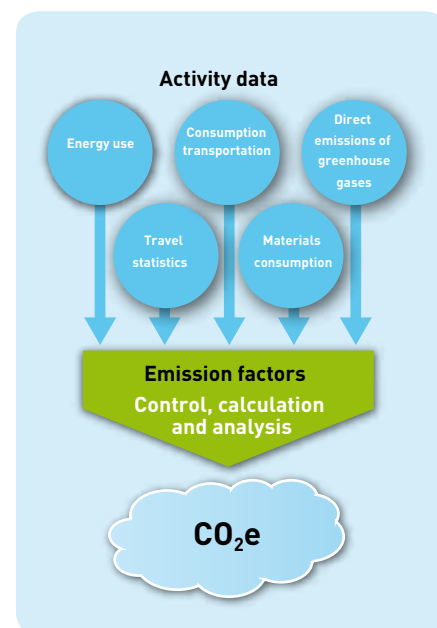 Activity data
Energy use
Consumption
transportation
Direct
emissions of
greenhouse
gases
Travel
statistics
Materials
consumption
Emission factors
Control, calculation
and analysis
CO₂e